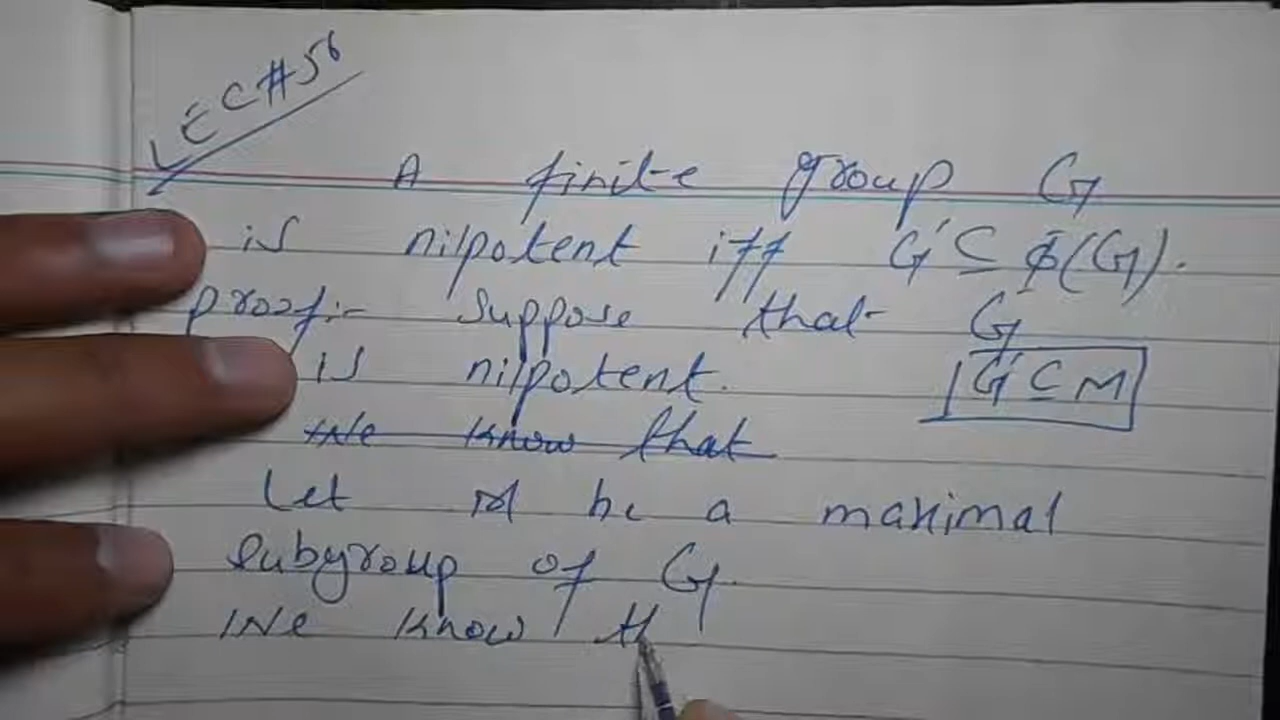 LEC#56
A finite group G
is nilpotent iff G' ⊆ ϕ(G).
proof:- Suppose that G
is nilpotent.
G' ⊆ M
We know that
Let M be a maximal
subgroup of G.
We know th